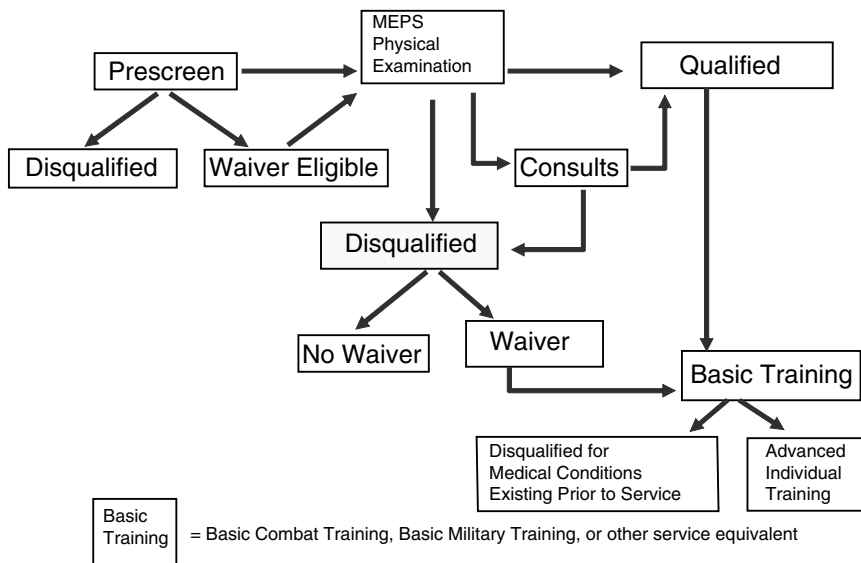 MEPS
Physical
Examination
Prescreen
Qualified
Disqualified
Waiver Eligible
Consults
Disqualified
No Waiver
Waiver
Basic Training
Disqualified for
Medical Conditions
Existing Prior to Service
Advanced
Individual
Training
Basic
Training
= Basic Combat Training, Basic Military Training, or other service equivalent